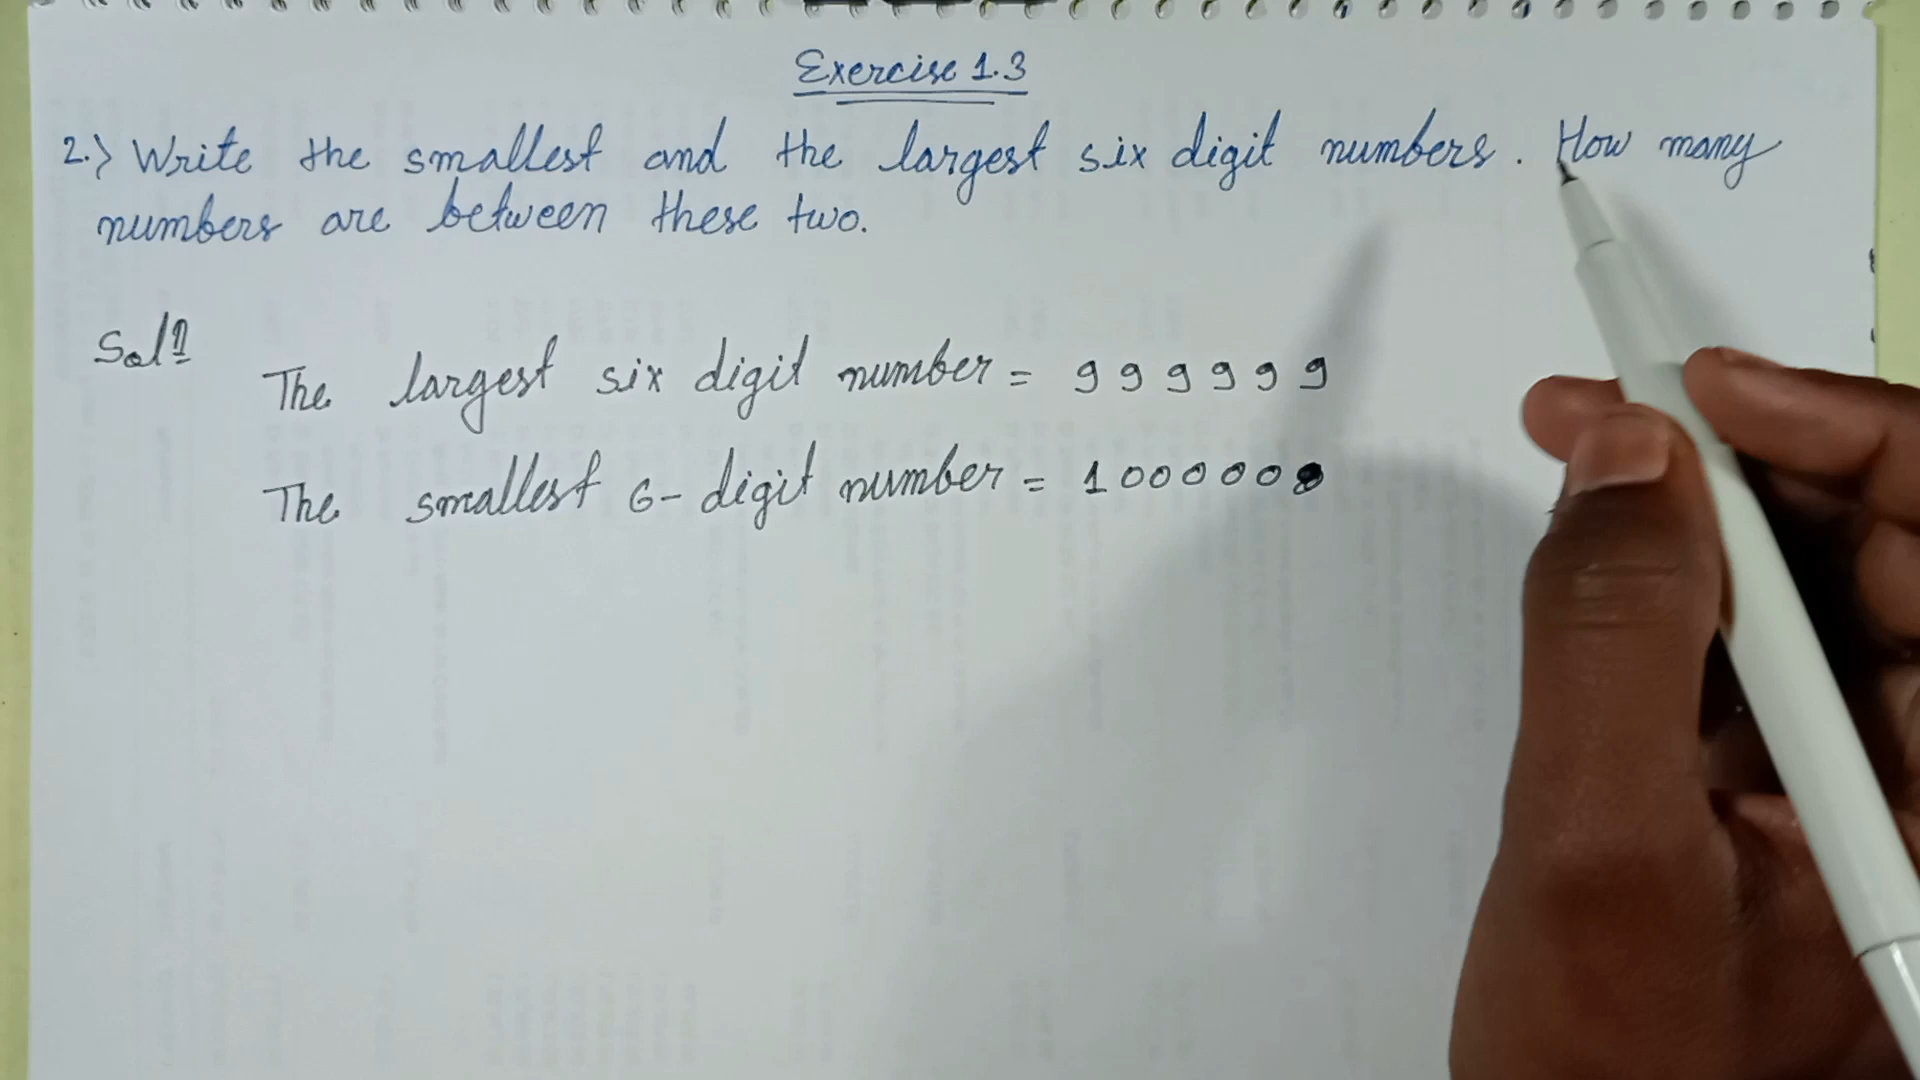 Exercise 1.3
2.) Write the smallest and the largest six digit numbers. How many
numbers are between these two.
Solⁿ
The largest six digit number = 999999
The smallest 6-digit number = 100000